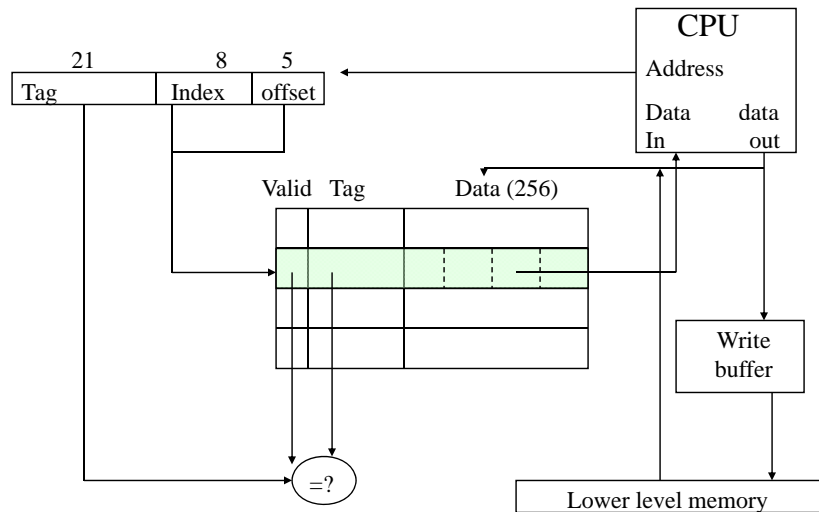 21 8 5
Tag Index offset
CPU
Address
Data data
In out
Valid Tag Data (256)
Write
buffer
=?
Lower level memory